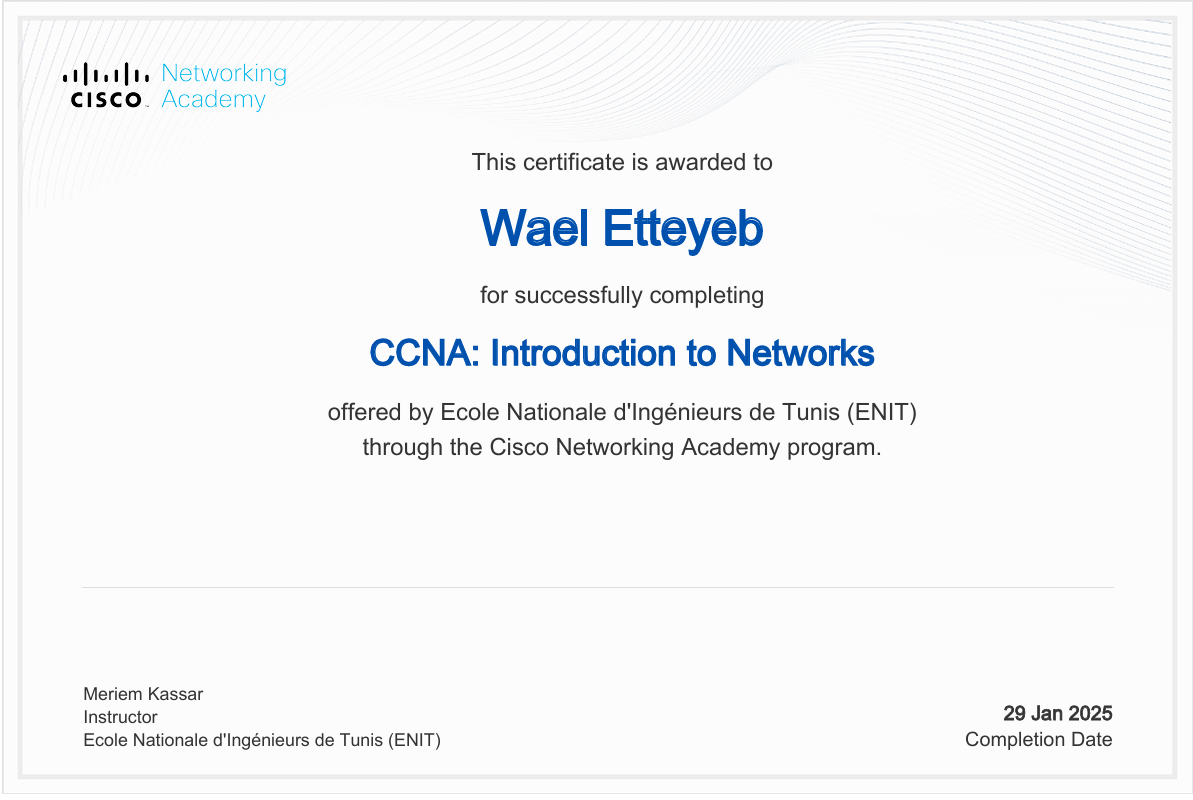 Networking
CISCO Academy
This certificate is awarded to
Wael Etteyeb
for successfully completing
CCNA: Introduction to Networks
offered by Ecole Nationale d'Ingénieurs de Tunis (ENIT)
through the Cisco Networking Academy program.
Meriem Kassar
Instructor
Ecole Nationale d'Ingénieurs de Tunis (ENIT)
29 Jan 2025
Completion Date